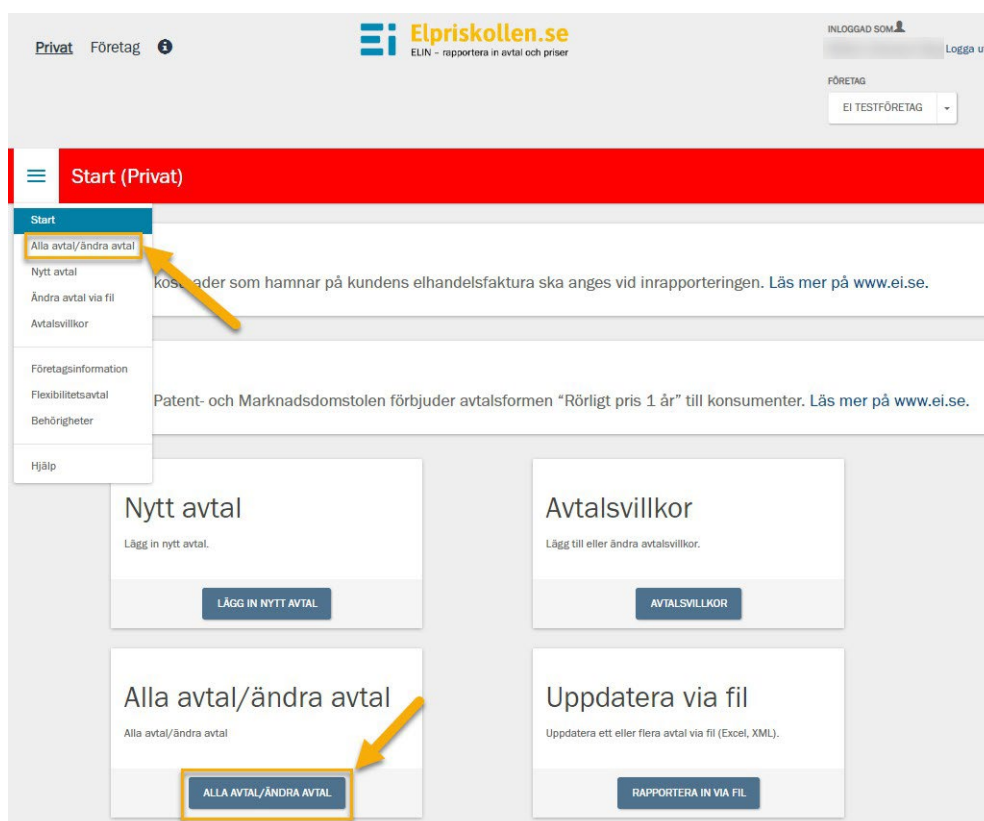 Privat Företag
Ei Elpriskollen.se
ELIN – rapportera in avtal och priser
INLOGGAD SOM
Logga u
FÖRETAG
EI TESTFÖRETAG
Start (Privat)
Start
Alla avtal/ändra avtal
Nytt avtal
Ändra avtal via fil
Avtalsvillkor
Företagsinformation
Flexibilitetsavtal
Behörigheter
Hjälp
kostnader som hamnar på kundens elhandelsfaktura ska anges vid inrapporteringen. Läs mer på www.ei.se.
Patent- och Marknadsdomstolen förbjuder avtalsformen “Rörligt pris 1 år” till konsumenter. Läs mer på www.ei.se.
Nytt avtal
Lägg in nytt avtal.
LÄGG IN NYTT AVTAL
Avtalsvillkor
Lägg till eller ändra avtalsvillkor.
AVTALSVILLKOR
Alla avtal/ändra avtal
Alla avtal/ändra avtal
ALLA AVTAL/ÄNDRA AVTAL
Uppdatera via fil
Uppdatera ett eller flera avtal via fil (Excel, XML).
RAPPORTERA IN VIA FIL